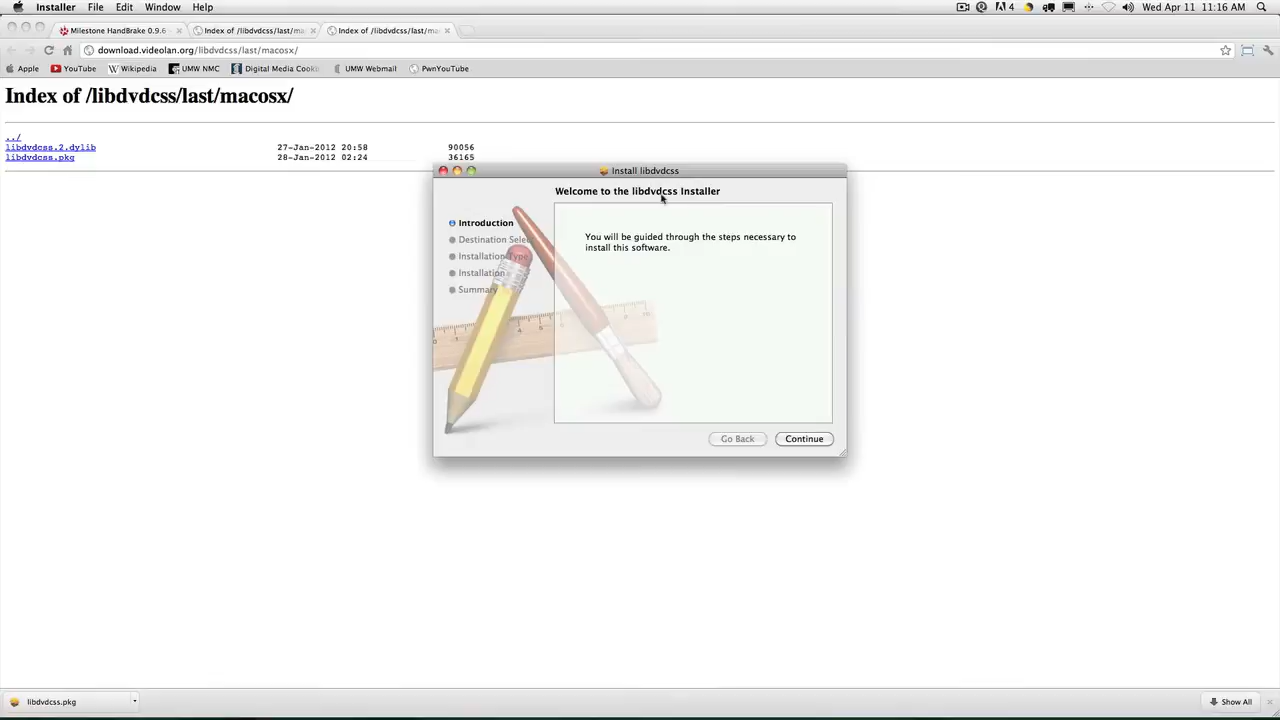 Installer File Edit Window Help
4 Wed Apr 11 11:16 AM
Milestone HandBrake 0.9.6 Index of /libdvdcss/last/ma Index of /libdvdcss/last/ma
download.videolan.org/libdvdcss/last/macosx/
Apple YouTube Wikipedia UMW NMC Digital Media Cook UMW Webmail PwnYouTube
Index of /libdvdcss/last/macosx/
../
libdvdcss.2.dylib 27-Jan-2012 20:58 90056
libdvdcss.pkg 28-Jan-2012 02:24 36165
Install libdvdcss
Welcome to the libdvdcss Installer
Introduction
Destination Sele
Installation Type
Installation
Summary
You will be guided through the steps necessary to
install this software.
Go Back Continue
libdvdcss.pkg Show All